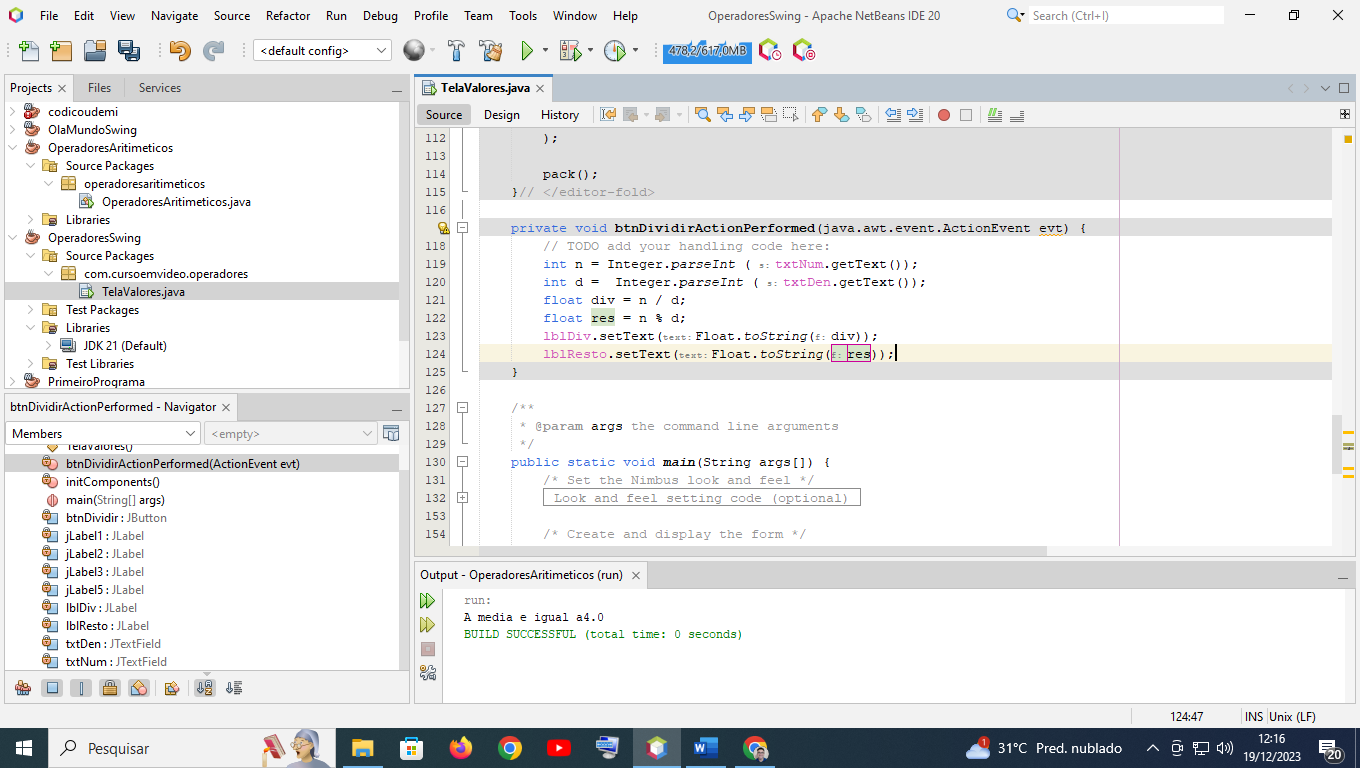 File Edit View Navigate Source Refactor Run Debug Profile Team Tools Window Help OperadoresSwing - Apache NetBeans IDE 20 Search (Ctrl+I)
<default config> 478,2/617,0MB
Projects Files Services
codicoudemi
OlaMundoSwing
OperadoresAritimeticos
Source Packages
operadoresaritimeticos
OperadoresAritimeticos.java
Libraries
OperadoresSwing
Source Packages
com.cursoemvideo.operadores
TelaValores.java
Test Packages
Libraries
JDK 21 (Default)
Test Libraries
PrimeiroPrograma
btnDividirActionPerformed - Navigator
Members <empty>
TelaValores()
btnDividirActionPerformed(ActionEvent evt)
initComponents()
main(String[] args)
btnDividir : JButton
jLabel1 : JLabel
jLabel2 : JLabel
jLabel3 : JLabel
jLabel5 : JLabel
lblDiv : JLabel
lblResto : JLabel
txtDen : JTextField
txtNum : JTextField
TelaValores.java
Source Design History
112 );
113
114 pack();
115 }// </editor-fold>
116
private void btnDividirActionPerformed(java.awt.event.ActionEvent evt) {
118 // TODO add your handling code here:
119 int n = Integer.parseInt ( s: txtNum.getText());
120 int d =  Integer.parseInt ( s: txtDen.getText());
121 float div = n / d;
122 float res = n % d;
123 lblDiv.setText(text: Float.toString(f: div));
124 lblResto.setText(text: Float.toString(f: res));
125 }
126
127 /**
128 * @param args the command line arguments
129 */
130 public static void main(String args[]) {
131 /* Set the Nimbus look and feel */
132 Look and feel setting code (optional)
153
154 /* Create and display the form */
Output - OperadoresAritimeticos (run)
run:
A media e igual a4.0
BUILD SUCCESSFUL (total time: 0 seconds)
124:47 INS Unix (LF)
Pesquisar
1 31°C Pred. nublado
12:16
19/12/2023
20